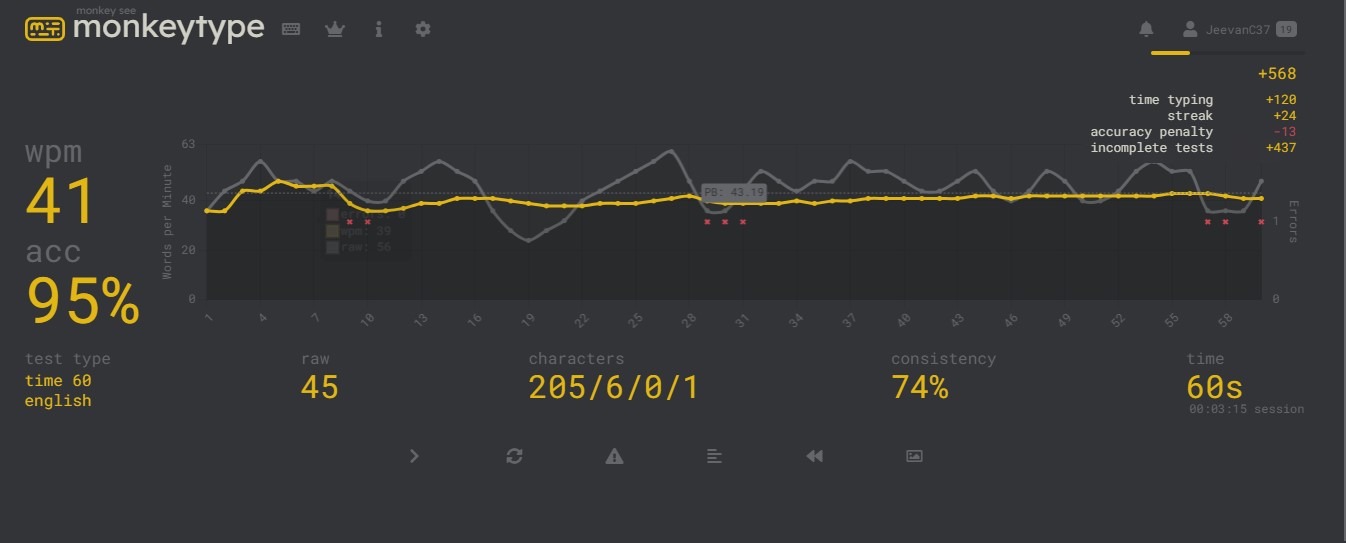 monkey see
monkeytype
JeevanC37 19
+568
time typing +120
streak +24
accuracy penalty -13
incomplete tests +437
wpm
41
acc
95%
Words per Minute
63
40
20
0
PB: 43.19
wpm: 39
raw: 56
Errors
1
0
1 4 7 10 13 16 19 22 25 28 31 34 37 40 43 46 49 52 55 58
test type
time 60
english
raw
45
characters
205/6/0/1
consistency
74%
time
60s
00:03:15 session